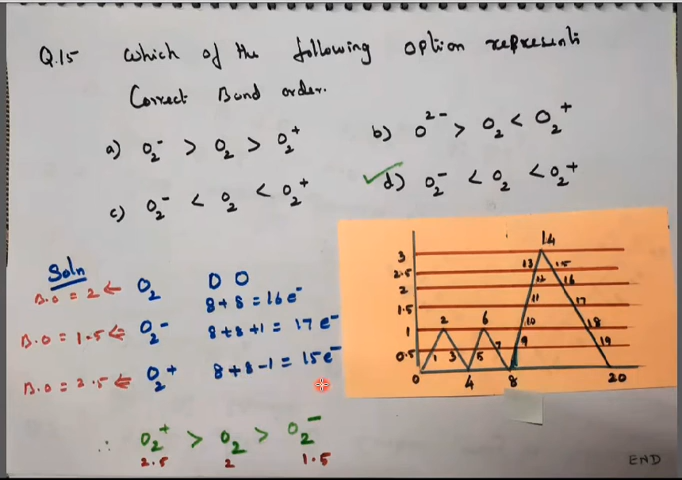 Q.15 Which of the following option represents
Correct Bond order.
a) O₂⁻ > O₂ > O₂⁺
b) O²⁻ > O₂ < O₂⁺
c) O₂⁻ < O₂ < O₂⁺
d) O₂⁻ < O₂ < O₂⁺
Soln
B.O = 2 ← O₂ O O 8 + 8 = 16 e⁻
B.O = 1.5 ⇐ O₂⁻ 8 + 8 + 1 = 17 e⁻
B.O = 2.5 ⇐ O₂⁺ 8 + 8 - 1 = 15 e⁻
∴ O₂⁺ > O₂ > O₂⁻
2.5 2 1.5
14
3
13 15
2.5
12 16
2
11 17
1.5
2 6 10 18
1
9 19
0.5 1 3 5 7
0 4 8 20
END